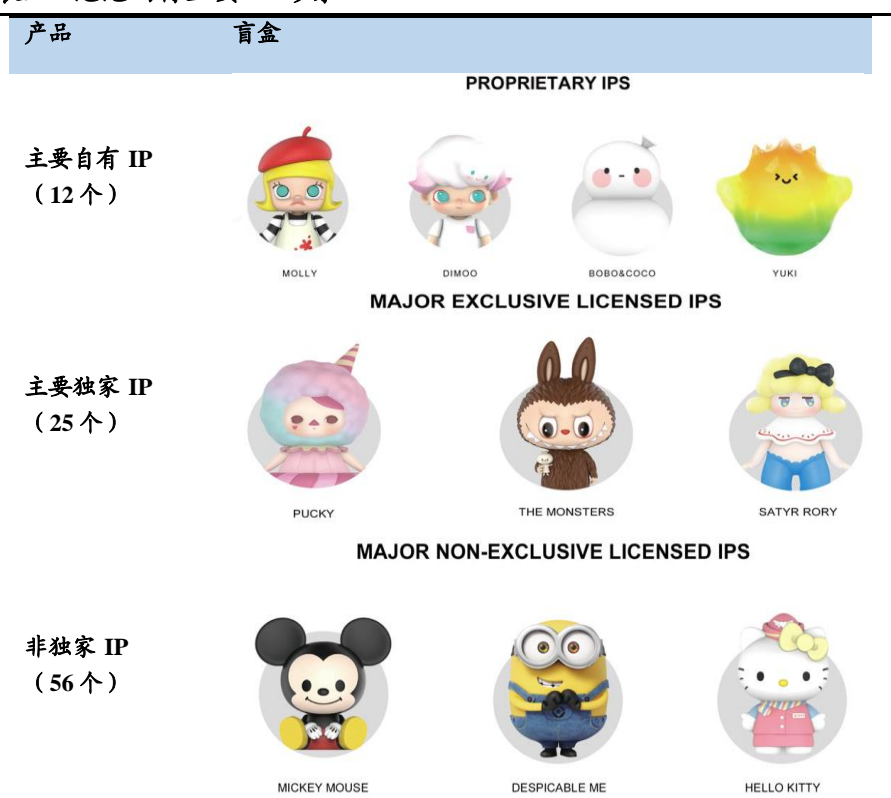 产品 盲盒
PROPRIETARY IPS
主要自有 IP
（12 个）
MOLLY DIMOO BOBO&COCO YUKI
MAJOR EXCLUSIVE LICENSED IPS
主要独家 IP
（25 个）
PUCKY THE MONSTERS SATYR RORY
MAJOR NON-EXCLUSIVE LICENSED IPS
非独家 IP
（56 个）
MICKEY MOUSE DESPICABLE ME HELLO KITTY